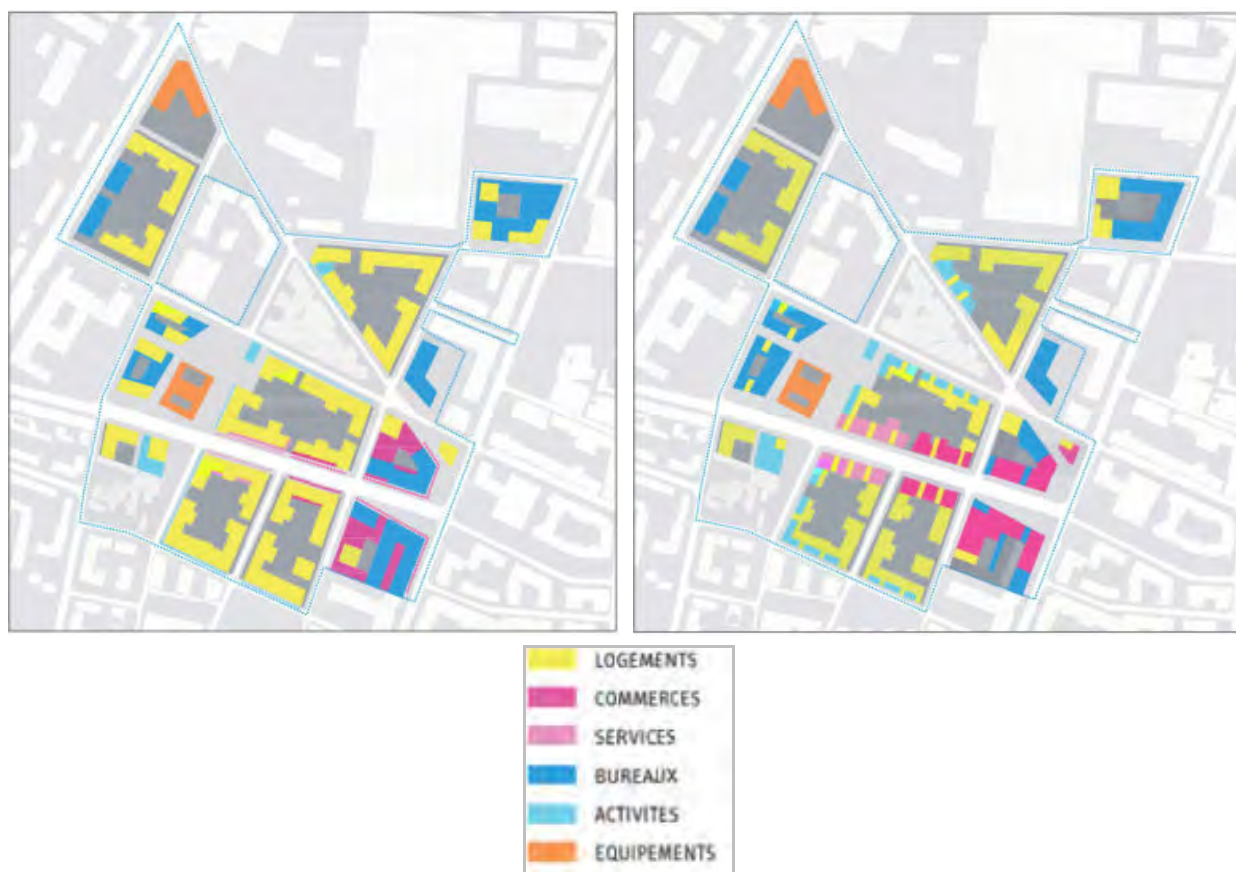 LOGEMENTS
COMMERCES
SERVICES
BUREAUX
ACTIVITES
EQUIPEMENTS